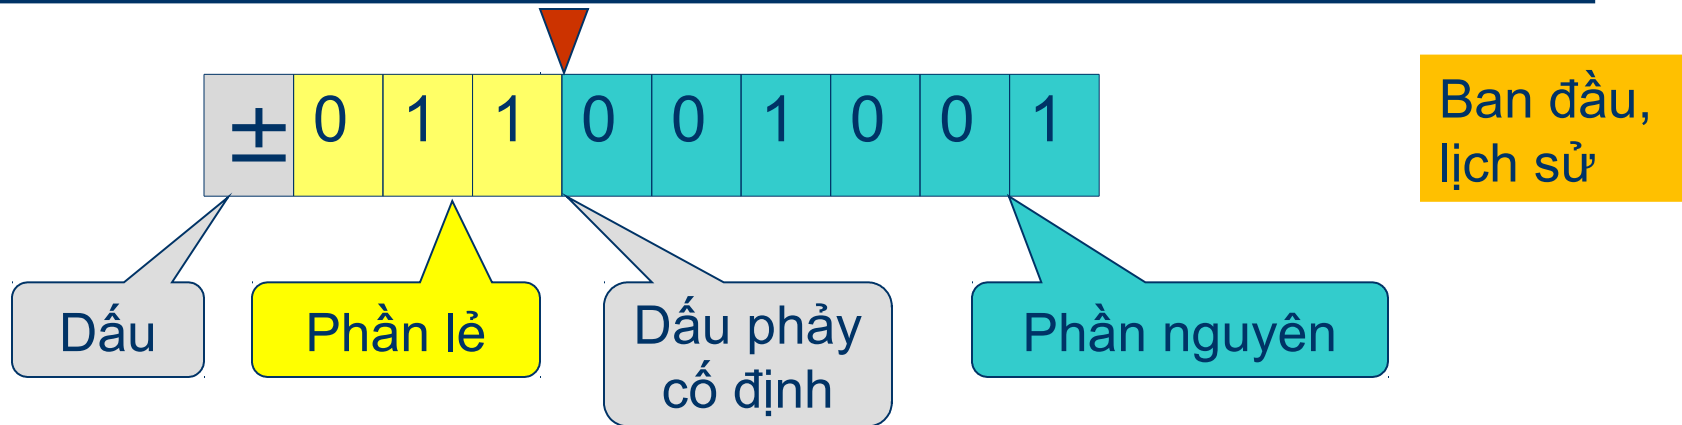 ± 0 1 1 0 0 1 0 0 1
Ban đầu,
lịch sử
Dấu
Phần lẻ
Dấu phảy
cố định
Phần nguyên